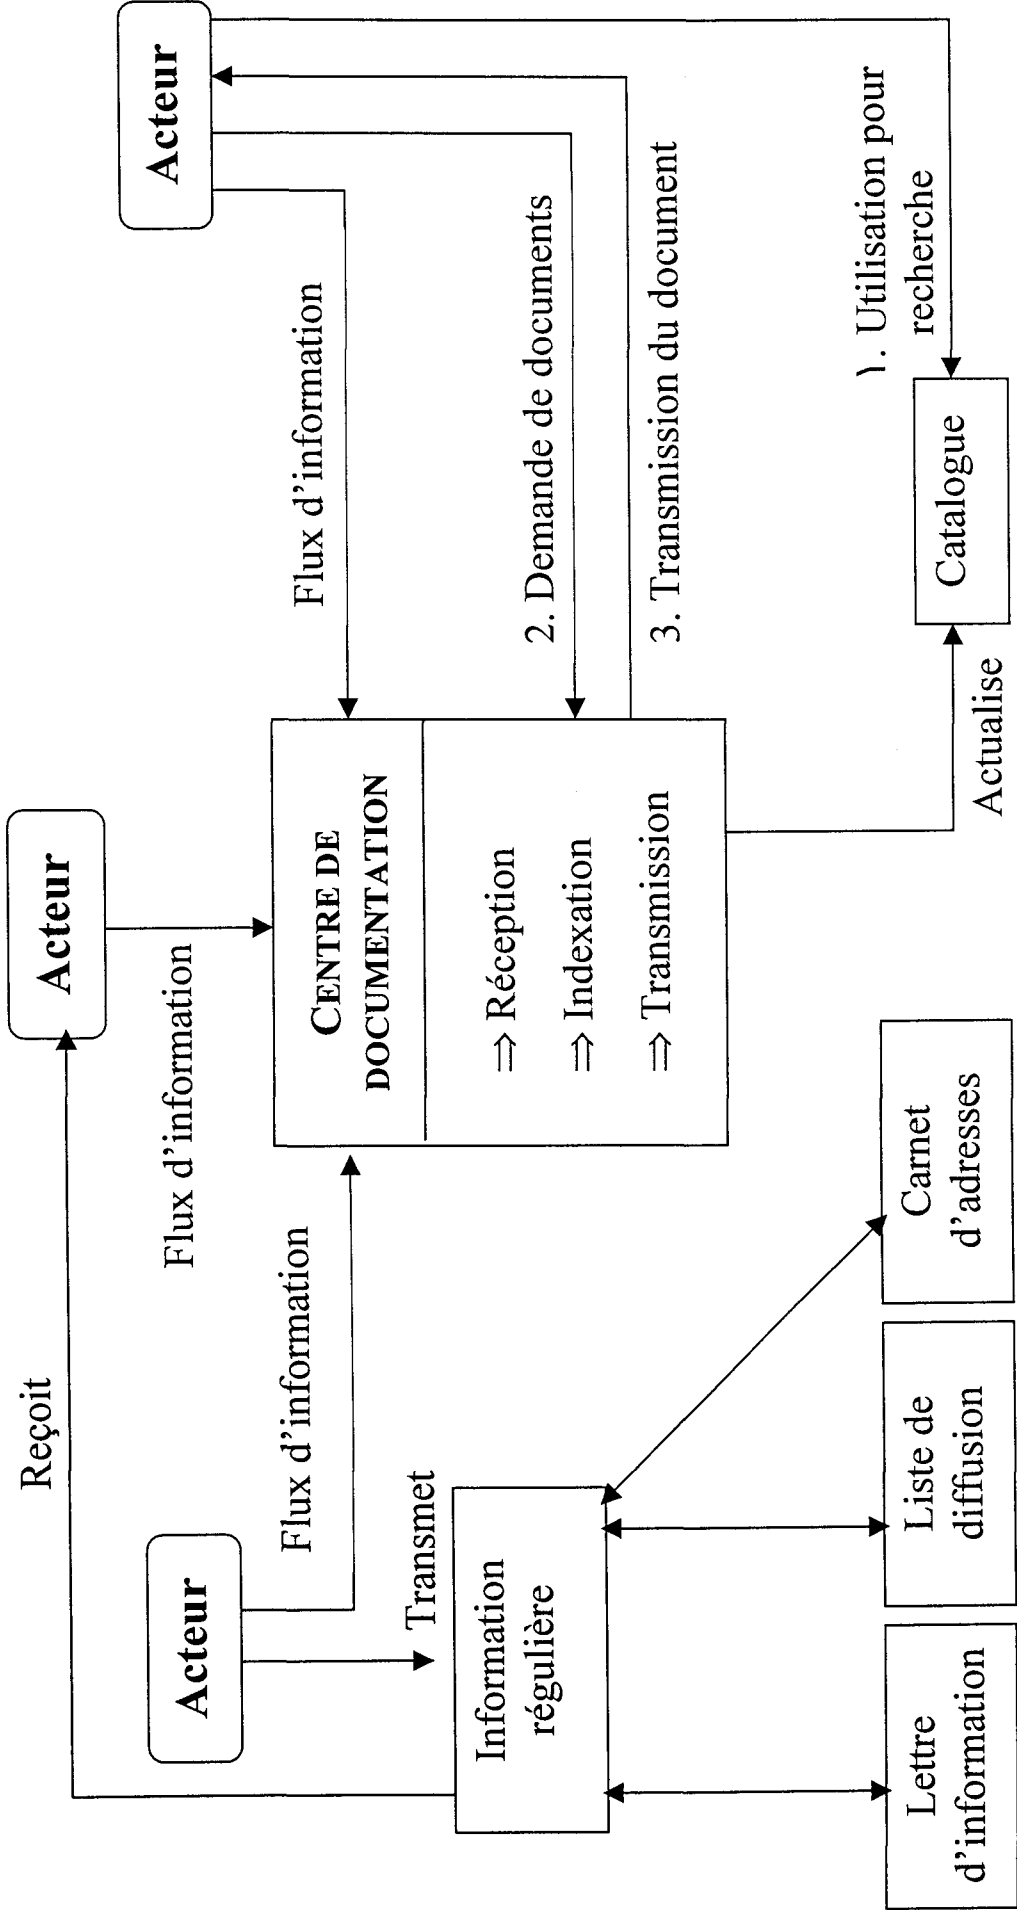 Reçoit
Acteur
Acteur
Acteur
Flux d'information
Flux d'information
Flux d'information
Transmet
CENTRE DE
DOCUMENTATION
⇒ Réception
⇒ Indexation
⇒ Transmission
2. Demande de documents
3. Transmission du document
Information
régulière
1. Utilisation pour
recherche
Lettre
d'information
Liste de
diffusion
Carnet
d'adresses
Actualise
Catalogue